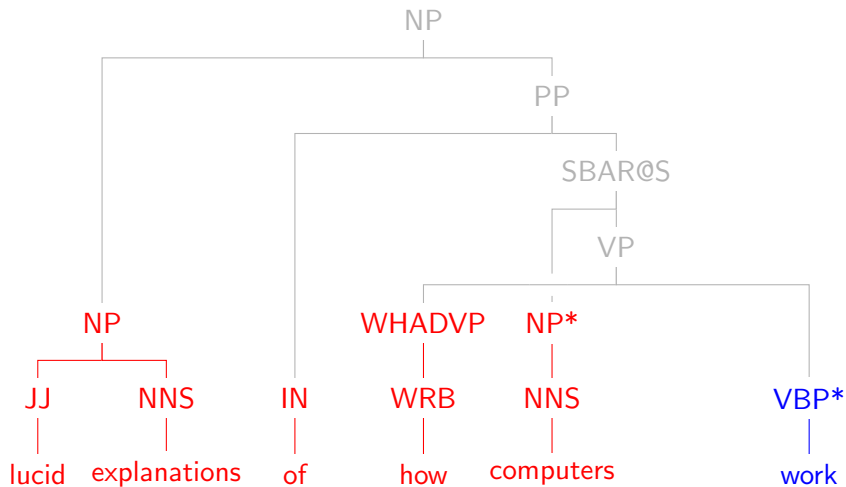 NP
PP
SBAR@S
VP
NP WHADVP NP*
JJ NNS IN WRB NNS VBP*
lucid explanations of how computers work